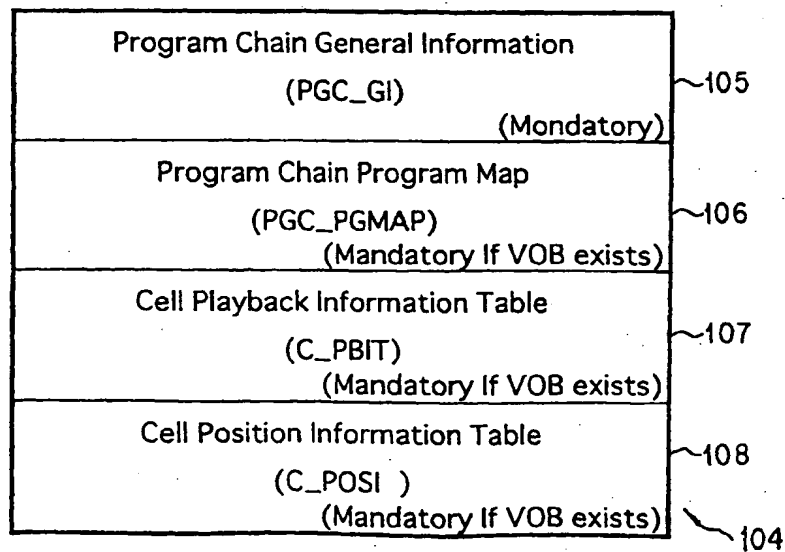 Program Chain General Information
(PGC_GI)
(Mondatory)
105
Program Chain Program Map
(PGC_PGMAP)
(Mandatory If VOB exists)
106
Cell Playback Information Table
(C_PBIT)
(Mandatory If VOB exists)
107
Cell Position Information Table
(C_POSI )
(Mandatory If VOB exists)
108
104